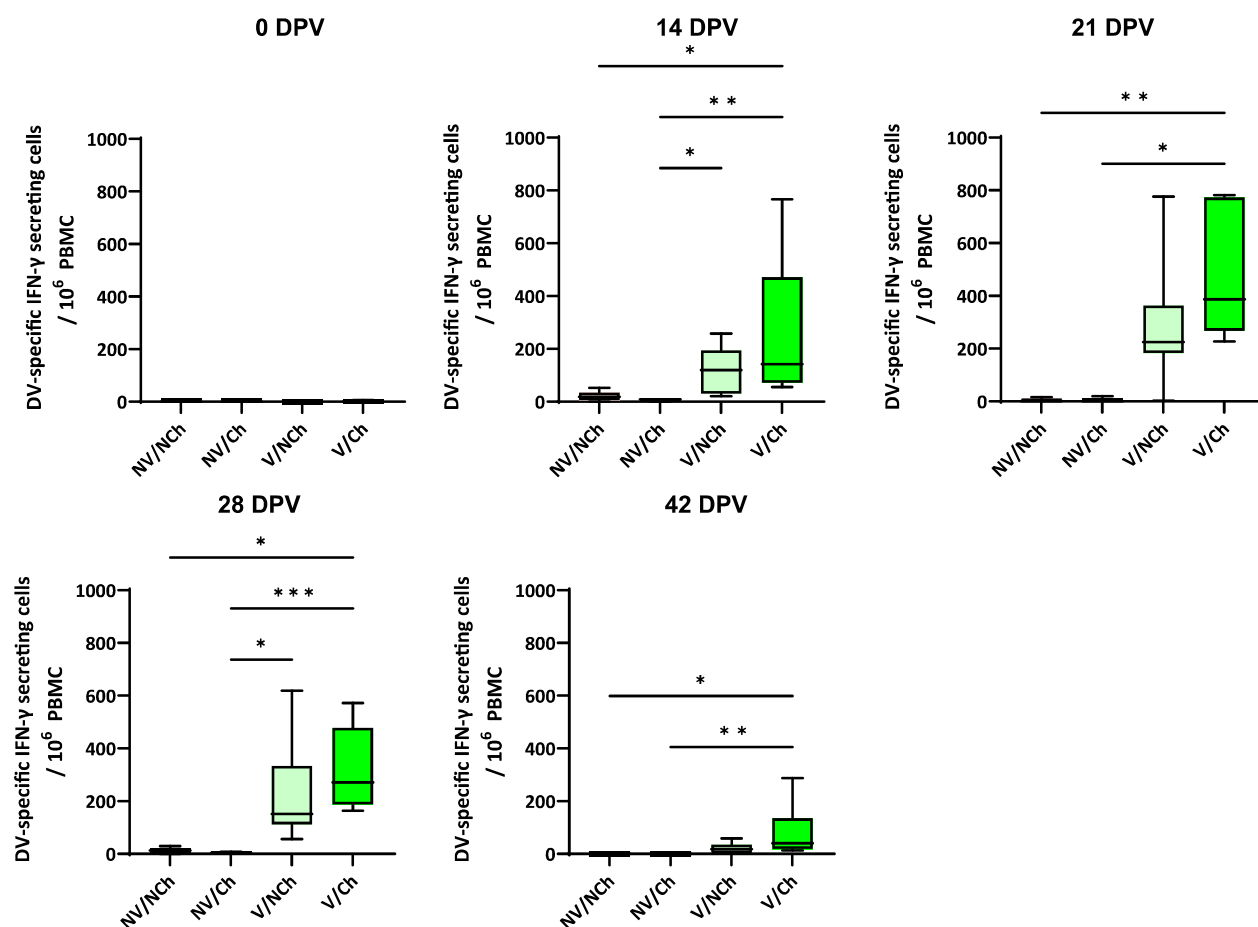 0 DPV
DV-specific IFN-γ secreting cells
/ 10⁶ PBMC
1000
800
600
400
200
0
NV/NCh
NV/Ch
V/NCh
V/Ch
14 DPV
*
**
*
DV-specific IFN-γ secreting cells
/ 10⁶ PBMC
1000
800
600
400
200
0
NV/NCh
NV/Ch
V/NCh
V/Ch
21 DPV
**
*
DV-specific IFN-γ secreting cells
/ 10⁶ PBMC
1000
800
600
400
200
0
NV/NCh
NV/Ch
V/NCh
V/Ch
28 DPV
*
***
*
DV-specific IFN-γ secreting cells
/ 10⁶ PBMC
1000
800
600
400
200
0
NV/NCh
NV/Ch
V/NCh
V/Ch
42 DPV
*
**
DV-specific IFN-γ secreting cells
/ 10⁶ PBMC
1000
800
600
400
200
0
NV/NCh
NV/Ch
V/NCh
V/Ch